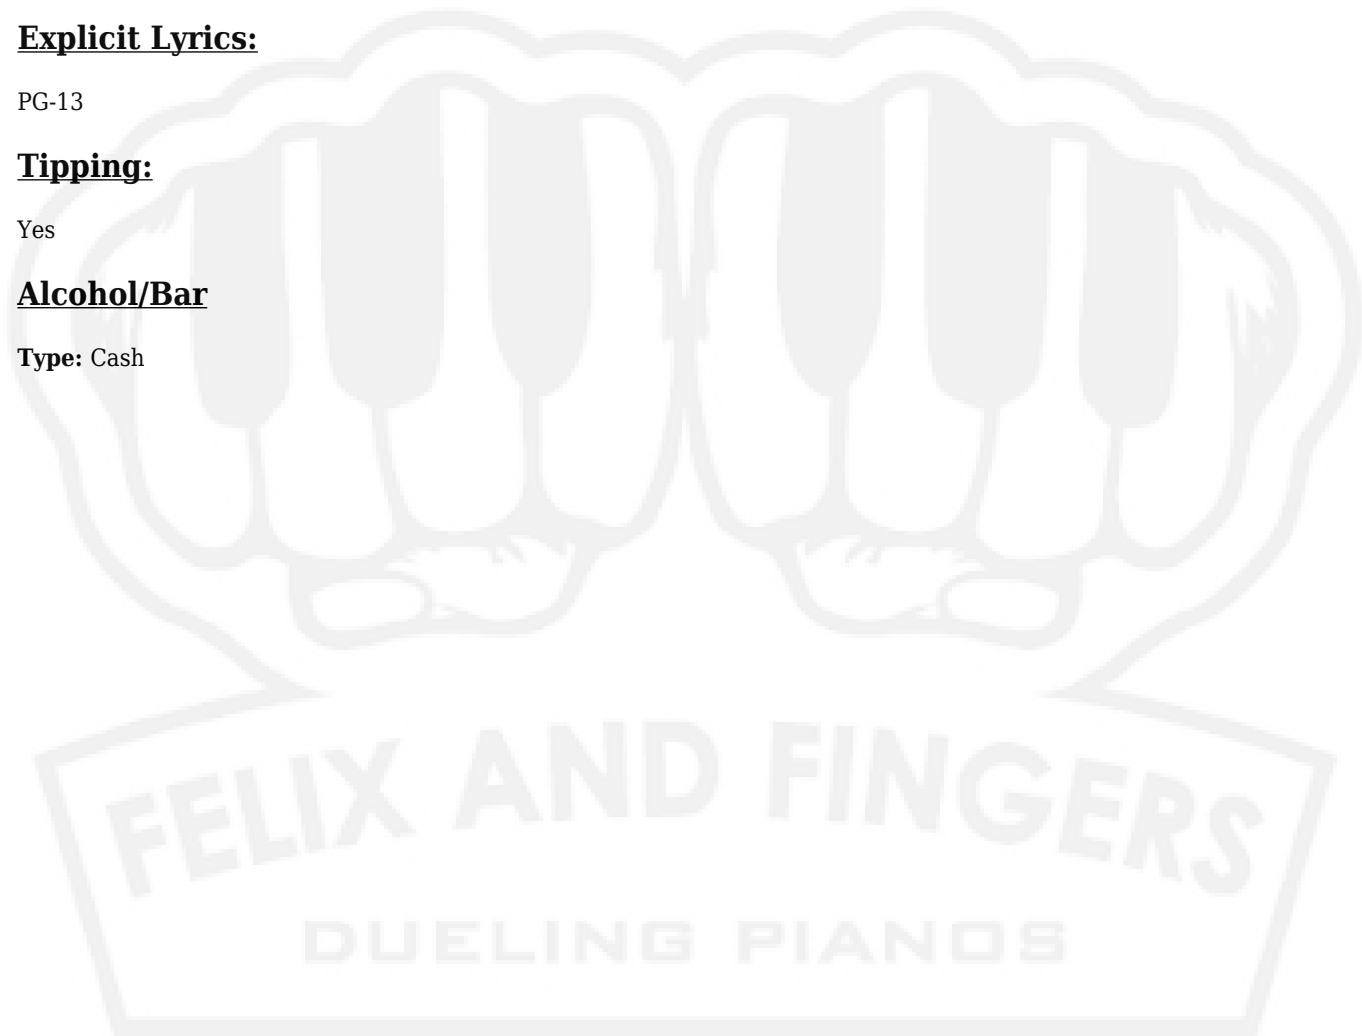 Explicit Lyrics:
PG-13
Tipping:
Yes
Alcohol/Bar
Type: Cash
FELIX AND FINGERS
DUELING PIANOS